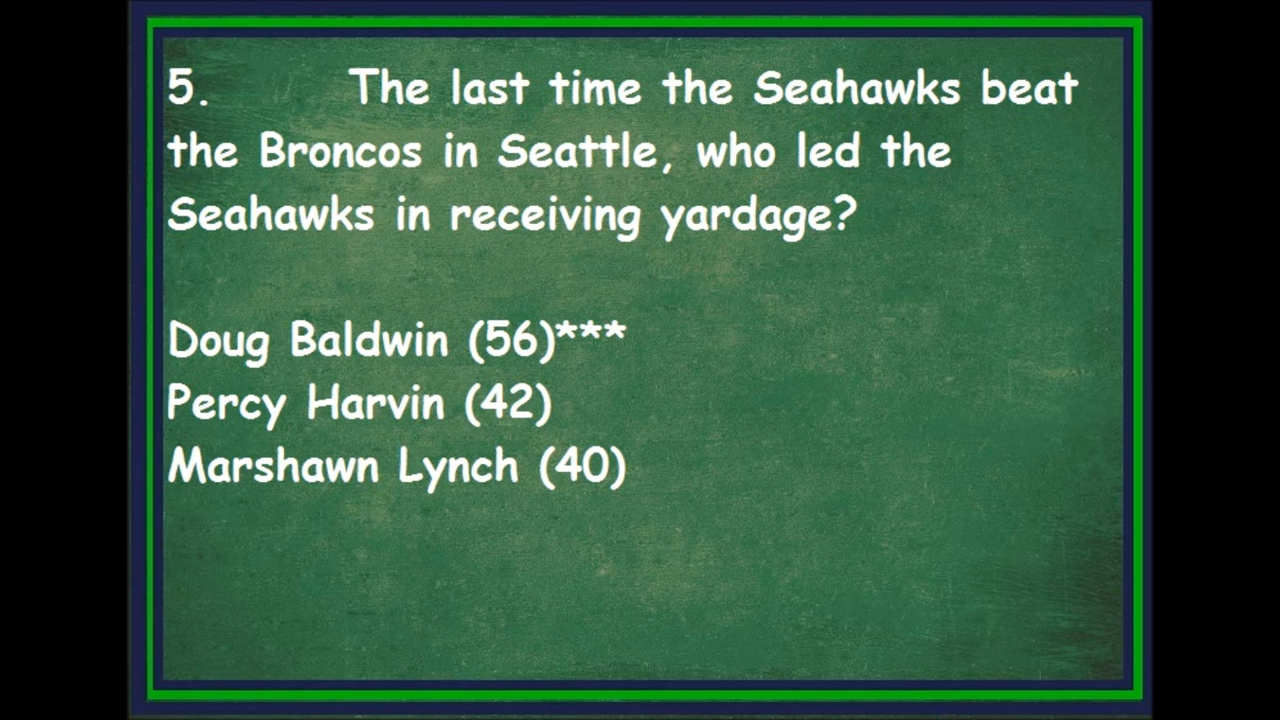 5. The last time the Seahawks beat
the Broncos in Seattle, who led the
Seahawks in receiving yardage?
Doug Baldwin (56)***
Percy Harvin (42)
Marshawn Lynch (40)